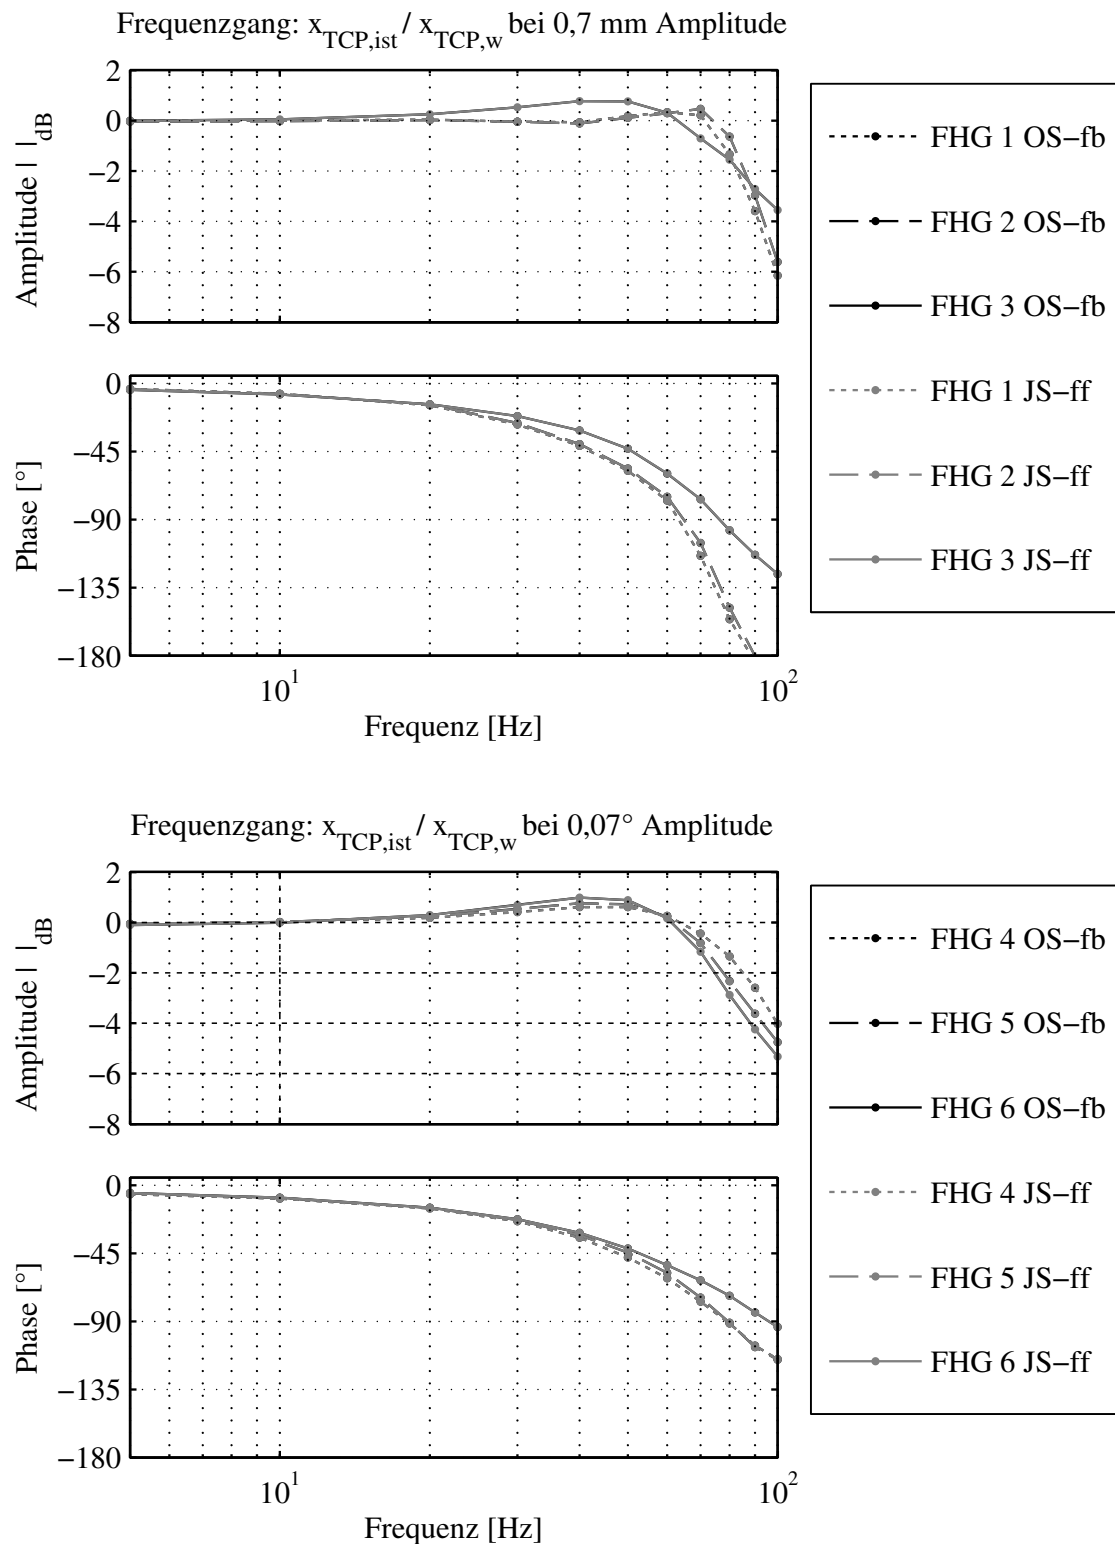 Frequenzgang: x_TCP,ist / x_TCP,w bei 0,7 mm Amplitude
Amplitude | |_dB
2
0
−2
−4
−6
−8
Phase [°]
0
−45
−90
−135
−180
10^1
10^2
Frequenz [Hz]
FHG 1 OS−fb
FHG 2 OS−fb
FHG 3 OS−fb
FHG 1 JS−ff
FHG 2 JS−ff
FHG 3 JS−ff
Frequenzgang: x_TCP,ist / x_TCP,w bei 0,07° Amplitude
Amplitude | |_dB
2
0
−2
−4
−6
−8
Phase [°]
0
−45
−90
−135
−180
10^1
10^2
Frequenz [Hz]
FHG 4 OS−fb
FHG 5 OS−fb
FHG 6 OS−fb
FHG 4 JS−ff
FHG 5 JS−ff
FHG 6 JS−ff